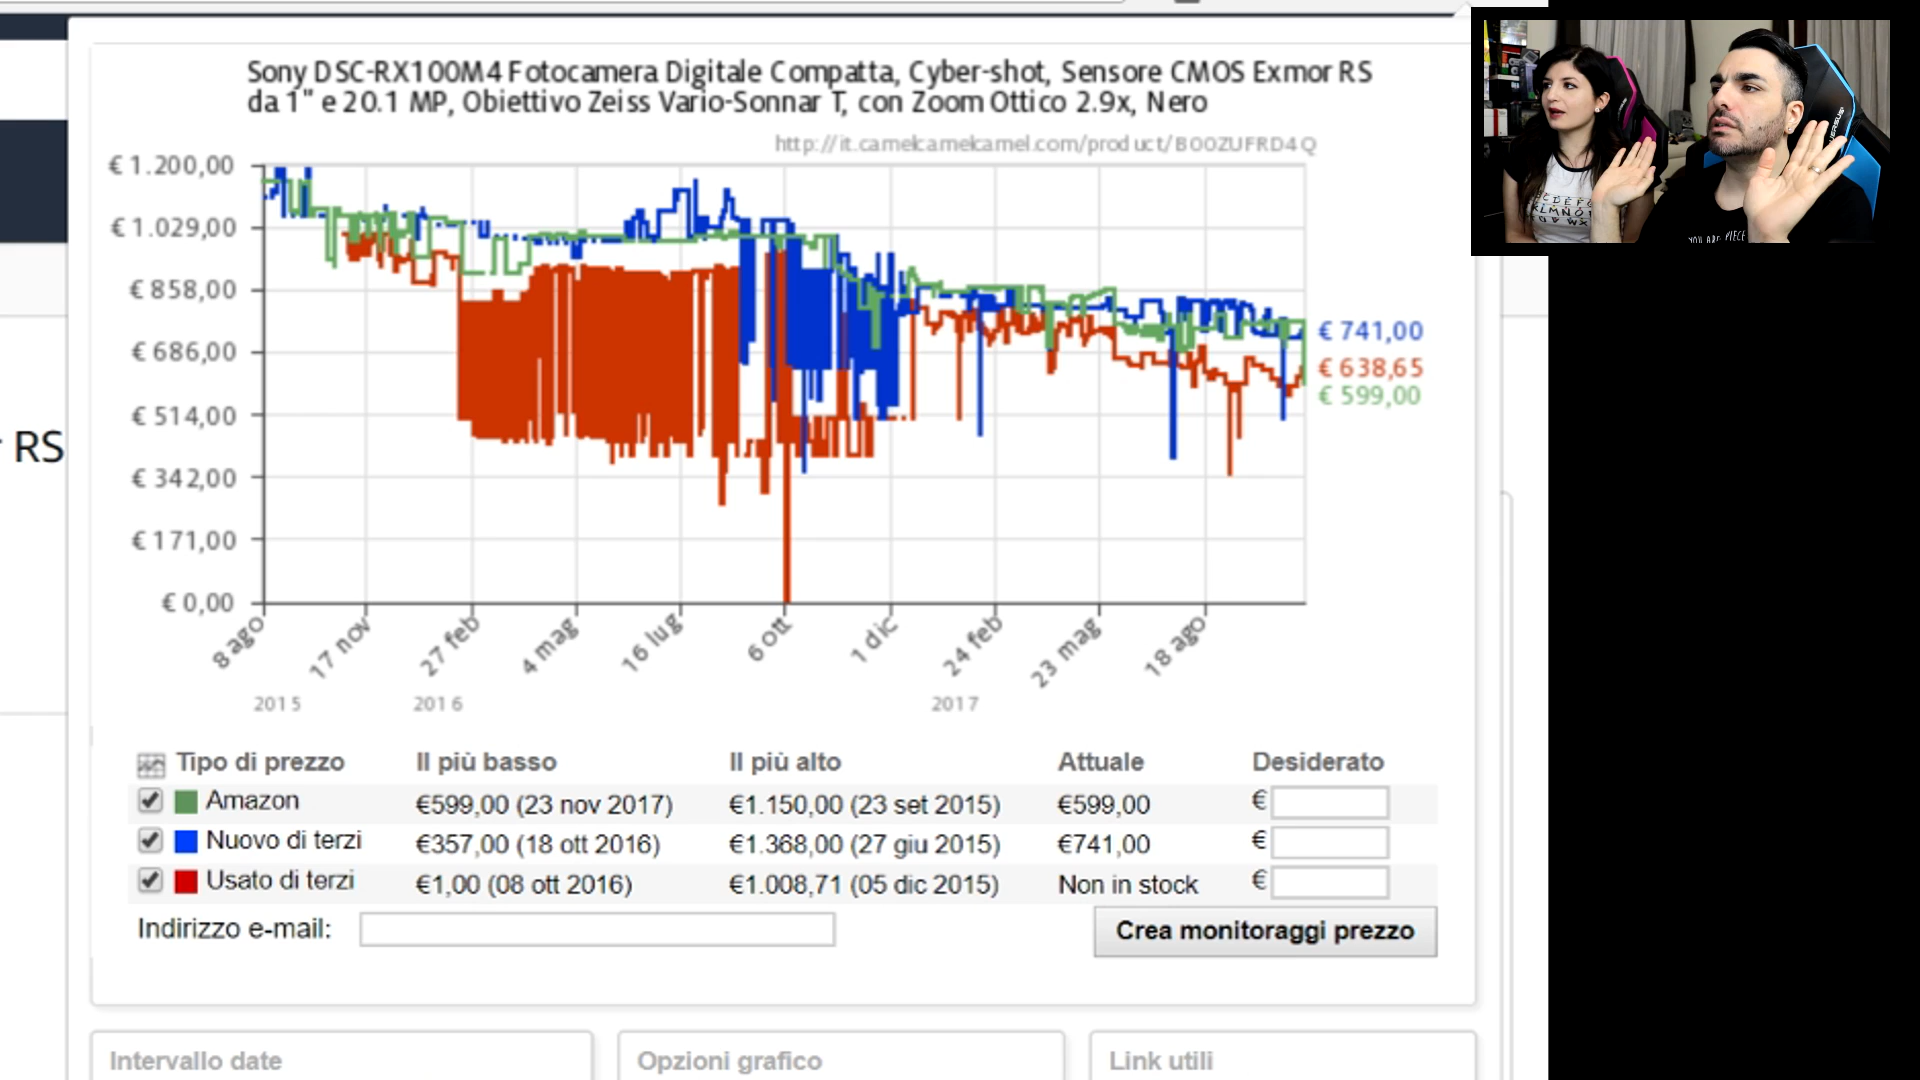 Sony DSC-RX100M4 Fotocamera Digitale Compatta, Cyber-shot, Sensore CMOS Exmor RS
da 1" e 20.1 MP, Obiettivo Zeiss Vario-Sonnar T, con Zoom Ottico 2.9x, Nero
http://it.camelcamelcamel.com/product/B00ZUFRD4Q
€ 1.200,00
€ 1.029,00
€ 858,00
€ 686,00
€ 514,00
€ 342,00
€ 171,00
€ 0,00
€ 741,00
€ 638,65
€ 599,00
RS
8 ago
17 nov
27 feb
4 mag
16 lug
6 ott
1 dic
24 feb
23 mag
18 ago
2015
2016
2017
Tipo di prezzo Il più basso Il più alto Attuale Desiderato
Amazon €599,00 (23 nov 2017) €1.150,00 (23 set 2015) €599,00 €
Nuovo di terzi €357,00 (18 ott 2016) €1.368,00 (27 giu 2015) €741,00 €
Usato di terzi €1,00 (08 ott 2016) €1.008,71 (05 dic 2015) Non in stock €
Indirizzo e-mail: Crea monitoraggi prezzo
Intervallo date Opzioni grafico Link utili